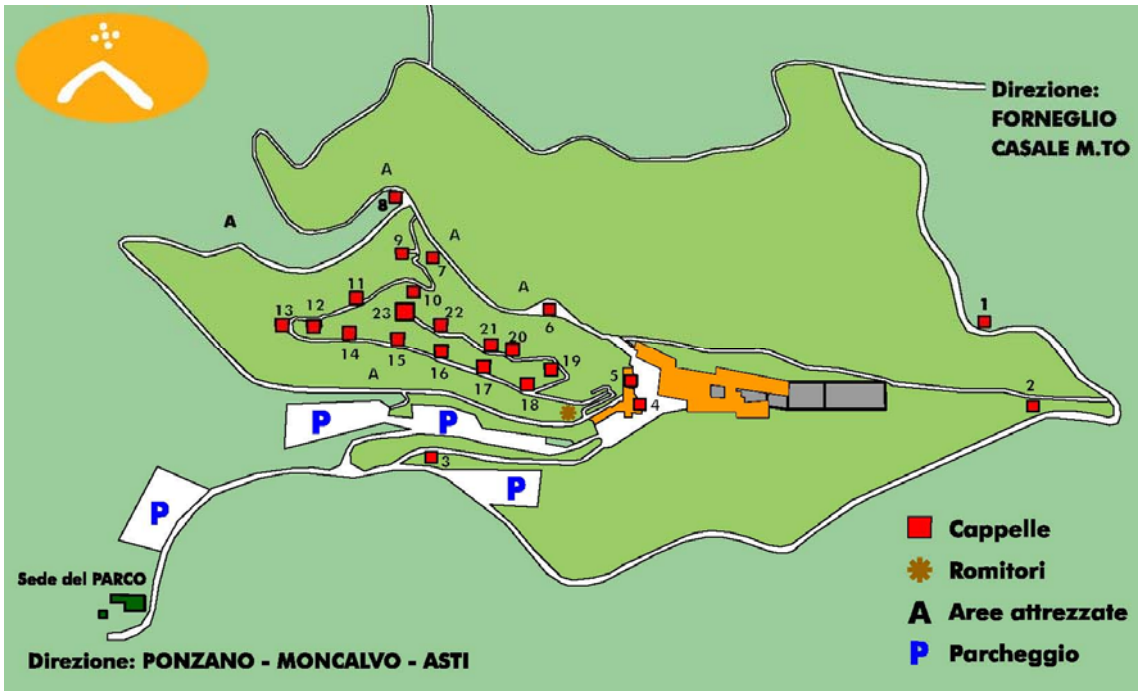 Direzione:
FORNEGLIO
CASALE M.TO
A
8
A
A
9
7
A
11
10
1
13
12
23
22
6
14
15
21
20
16
19
5
A
17
18
4
2
P
P
3
P
P
Cappelle
Romitori
Sede del PARCO
A Aree attrezzate
Direzione: PONZANO - MONCALVO - ASTI
P Parcheggio